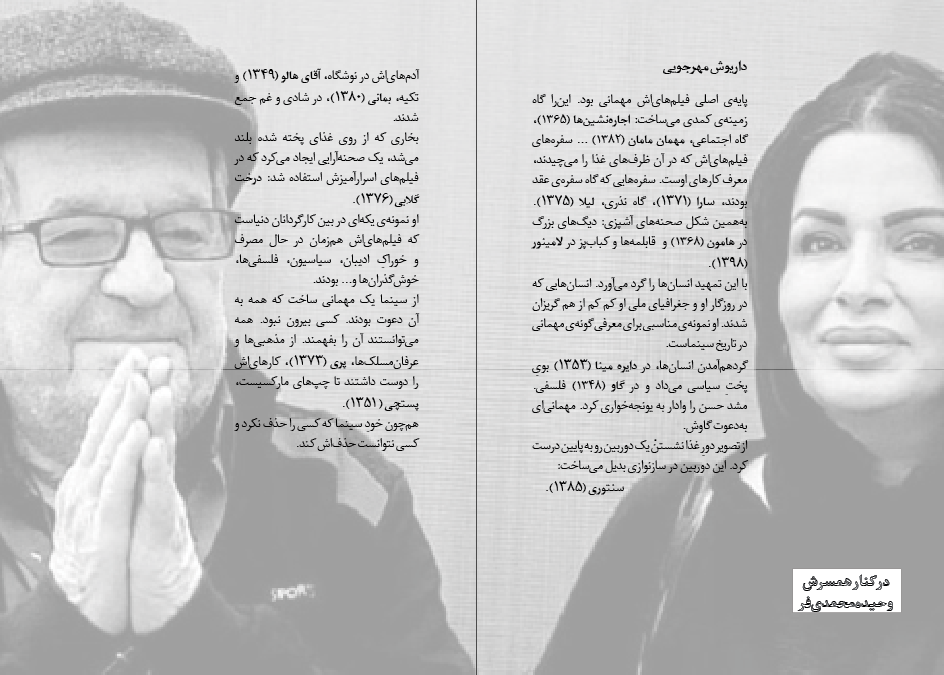 داریوش مهرجویی
پایه‌ی اصلی فیلم‌های‌اش مهمانی بود. این‌را گاه
زمینه‌ی کمدی می‌ساخت: اجاره‌نشین‌ها (۱۳۶۵)،
گاه اجتماعی، مهمان مامان (۱۳۸۲) ... سفره‌های
فیلم‌های‌اش که در آن ظرف‌های غذا را می‌چیدند،
معرف کارهای اوست. سفره‌هایی که گاه سفره‌ی عقد
بودند، سارا (۱۳۷۱)، گاه نذری، لیلا (۱۳۷۵).
به‌همین شکل صحنه‌های آشپزی: دیگ‌های بزرگ
در هامون (۱۳۶۸) و قابلمه‌ها و کباب‌پز در لامینور
(۱۳۹۸).
با این تمهید انسان‌ها را گرد می‌آورد. انسان‌هایی که
در روزگار او و جغرافیای ملی او کم کم از هم گریزان
شدند. او نمونه‌ی مناسبی برای معرفی گونه‌ی مهمانی
در تاریخ سینماست.
گردهم‌آمدن انسان‌ها، در دایره مینا (۱۳۵۳) بوی
پخت سیاسی می‌داد و در گاو (۱۳۴۸) فلسفی.
مشد حسن را وادار به یونجه‌خواری کرد. مهمانی‌ای
به‌دعوت گاوش.
از تصویر دورِ غذا نشستنْ یک دوربین رو به پایین درست
کرد. این دوربین در سازنوازی بدیل می‌ساخت:
سنتوری (۱۳۸۵).
آدم‌های‌اش در نوشگاه، آقای هالو (۱۳۴۹) و
تکیه، بمانی (۱۳۸۰)، در شادی و غم جمع
شدند.
بخاری که از روی غذای پخته شده بلند
می‌شد، یک صحنه‌آرایی ایجاد می‌کرد که در
فیلم‌های اسرارآمیزش استفاده شد: درخت
گلابی (۱۳۷۶).
او نمونه‌ی یکه‌ای در بین کارگردانان دنیاست
که فیلم‌های‌اش هم‌زمان در حال مصرف
و خوراکِ ادیبان، سیاسیون، فلسفی‌ها،
خوش‌گذران‌ها و... بودند.
از سینما یک مهمانی ساخت که همه به
آن دعوت بودند. کسی بیرون نبود. همه
می‌توانستند آن را بفهمند. از مذهبی‌ها و
عرفان‌مسلک‌ها، پری (۱۳۷۳)، کارهای‌اش
را دوست داشتند تا چپ‌های مارکسیست،
پستچی (۱۳۵۱).
هم‌چون خودِ سینما که کسی را حذف نکرد و
کسی نتوانست حذف‌اش کند.
SPORT
در کنار همسرش
وحیده محمدی‌فر